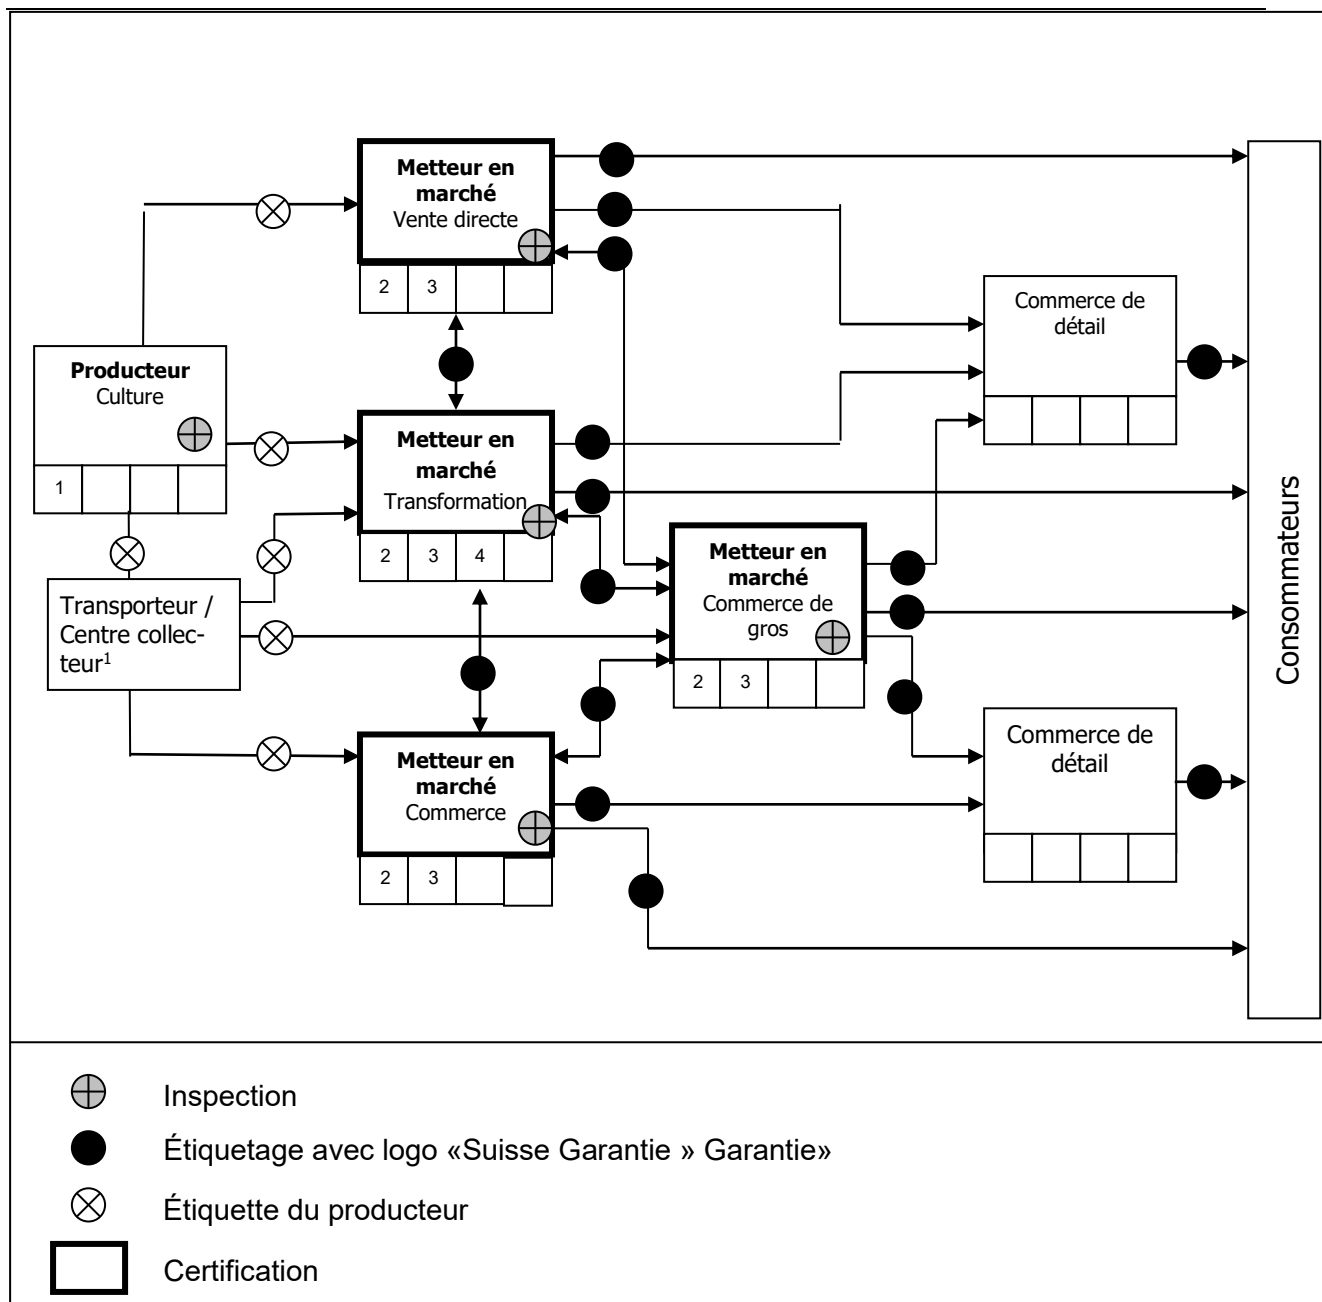 Metteur en
marché
Vente directe
2 3
Producteur
Culture
1
Metteur en
marché
Transformation
2 3 4
Transporteur /
Centre collec-
teur1
Metteur en
marché
Commerce
2 3
Metteur en
marché
Commerce de
gros
2 3
Commerce de
détail
Commerce de
détail
Consommateurs
Inspection
Étiquetage avec logo «Suisse Garantie » Garantie»
Étiquette du producteur
Certification